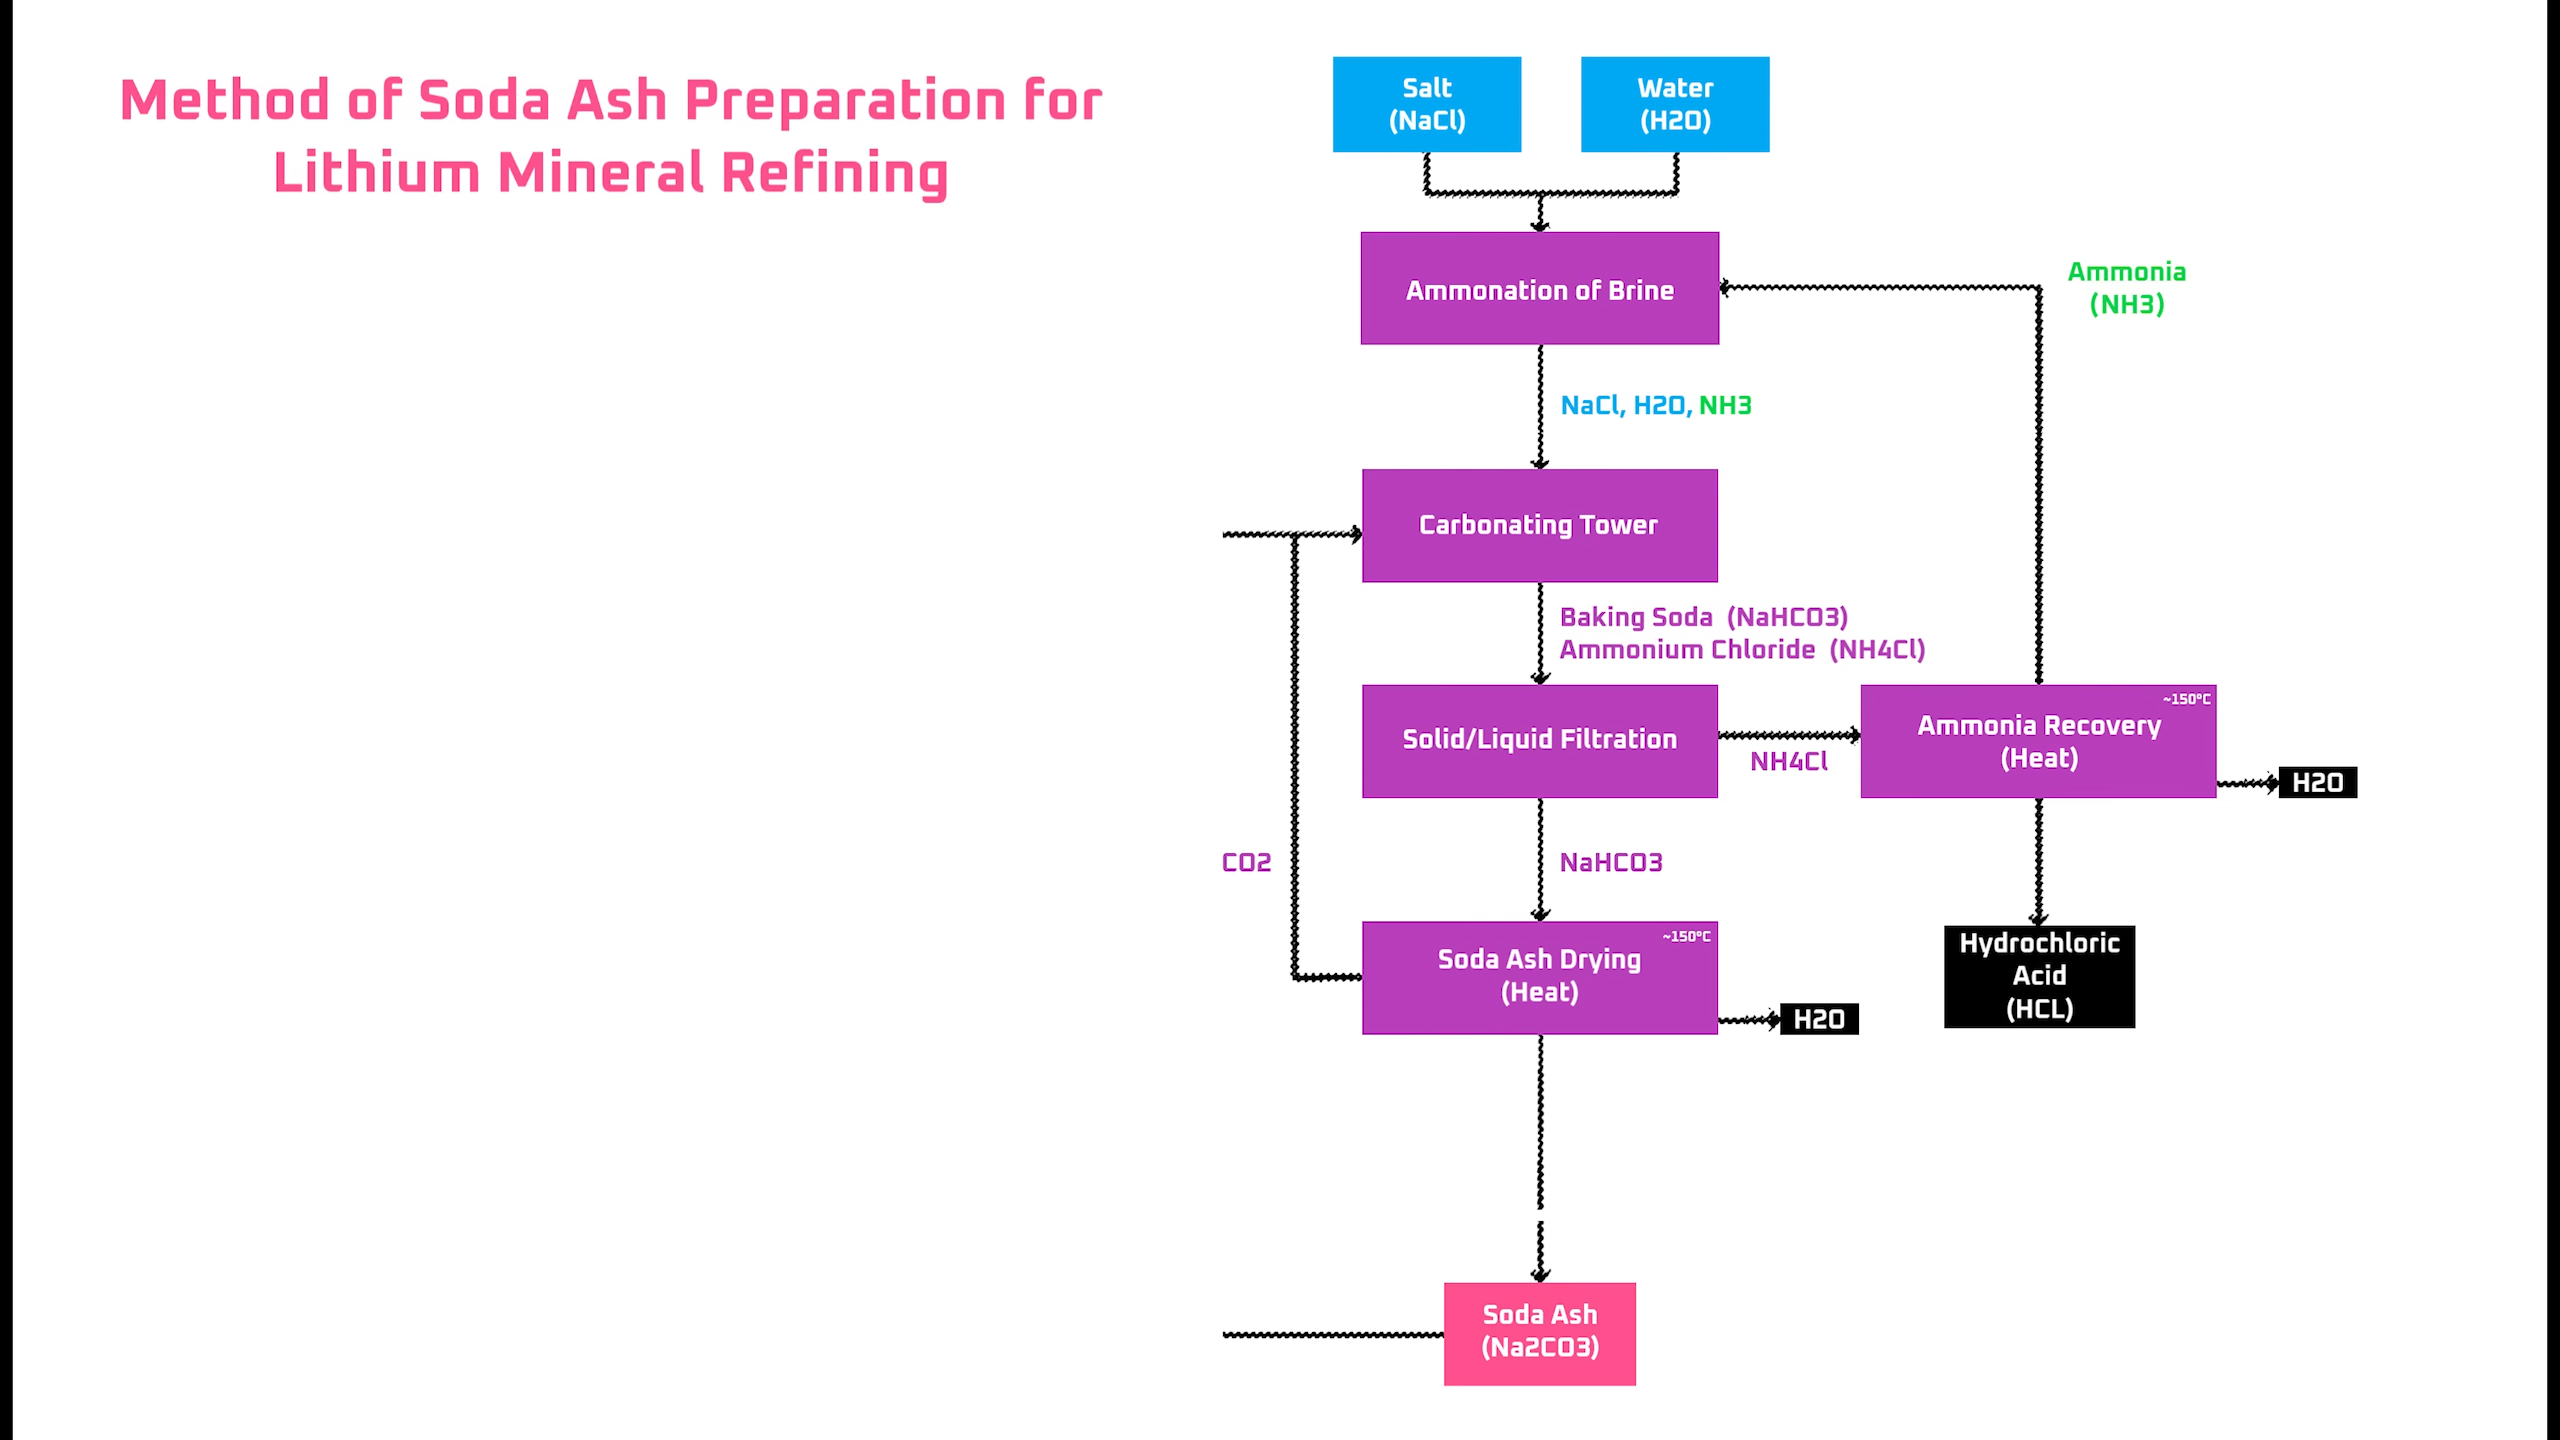 Method of Soda Ash Preparation for
Lithium Mineral Refining
Salt
(NaCl)
Water
(H2O)
Ammonation of Brine
Ammonia
(NH3)
NaCl, H2O, NH3
Carbonating Tower
Baking Soda (NaHCO3)
Ammonium Chloride (NH4Cl)
Solid/Liquid Filtration
NH4Cl
~150°C
Ammonia Recovery
(Heat)
H2O
CO2
NaHCO3
~150°C
Soda Ash Drying
(Heat)
H2O
Hydrochloric
Acid
(HCL)
Soda Ash
(Na2CO3)